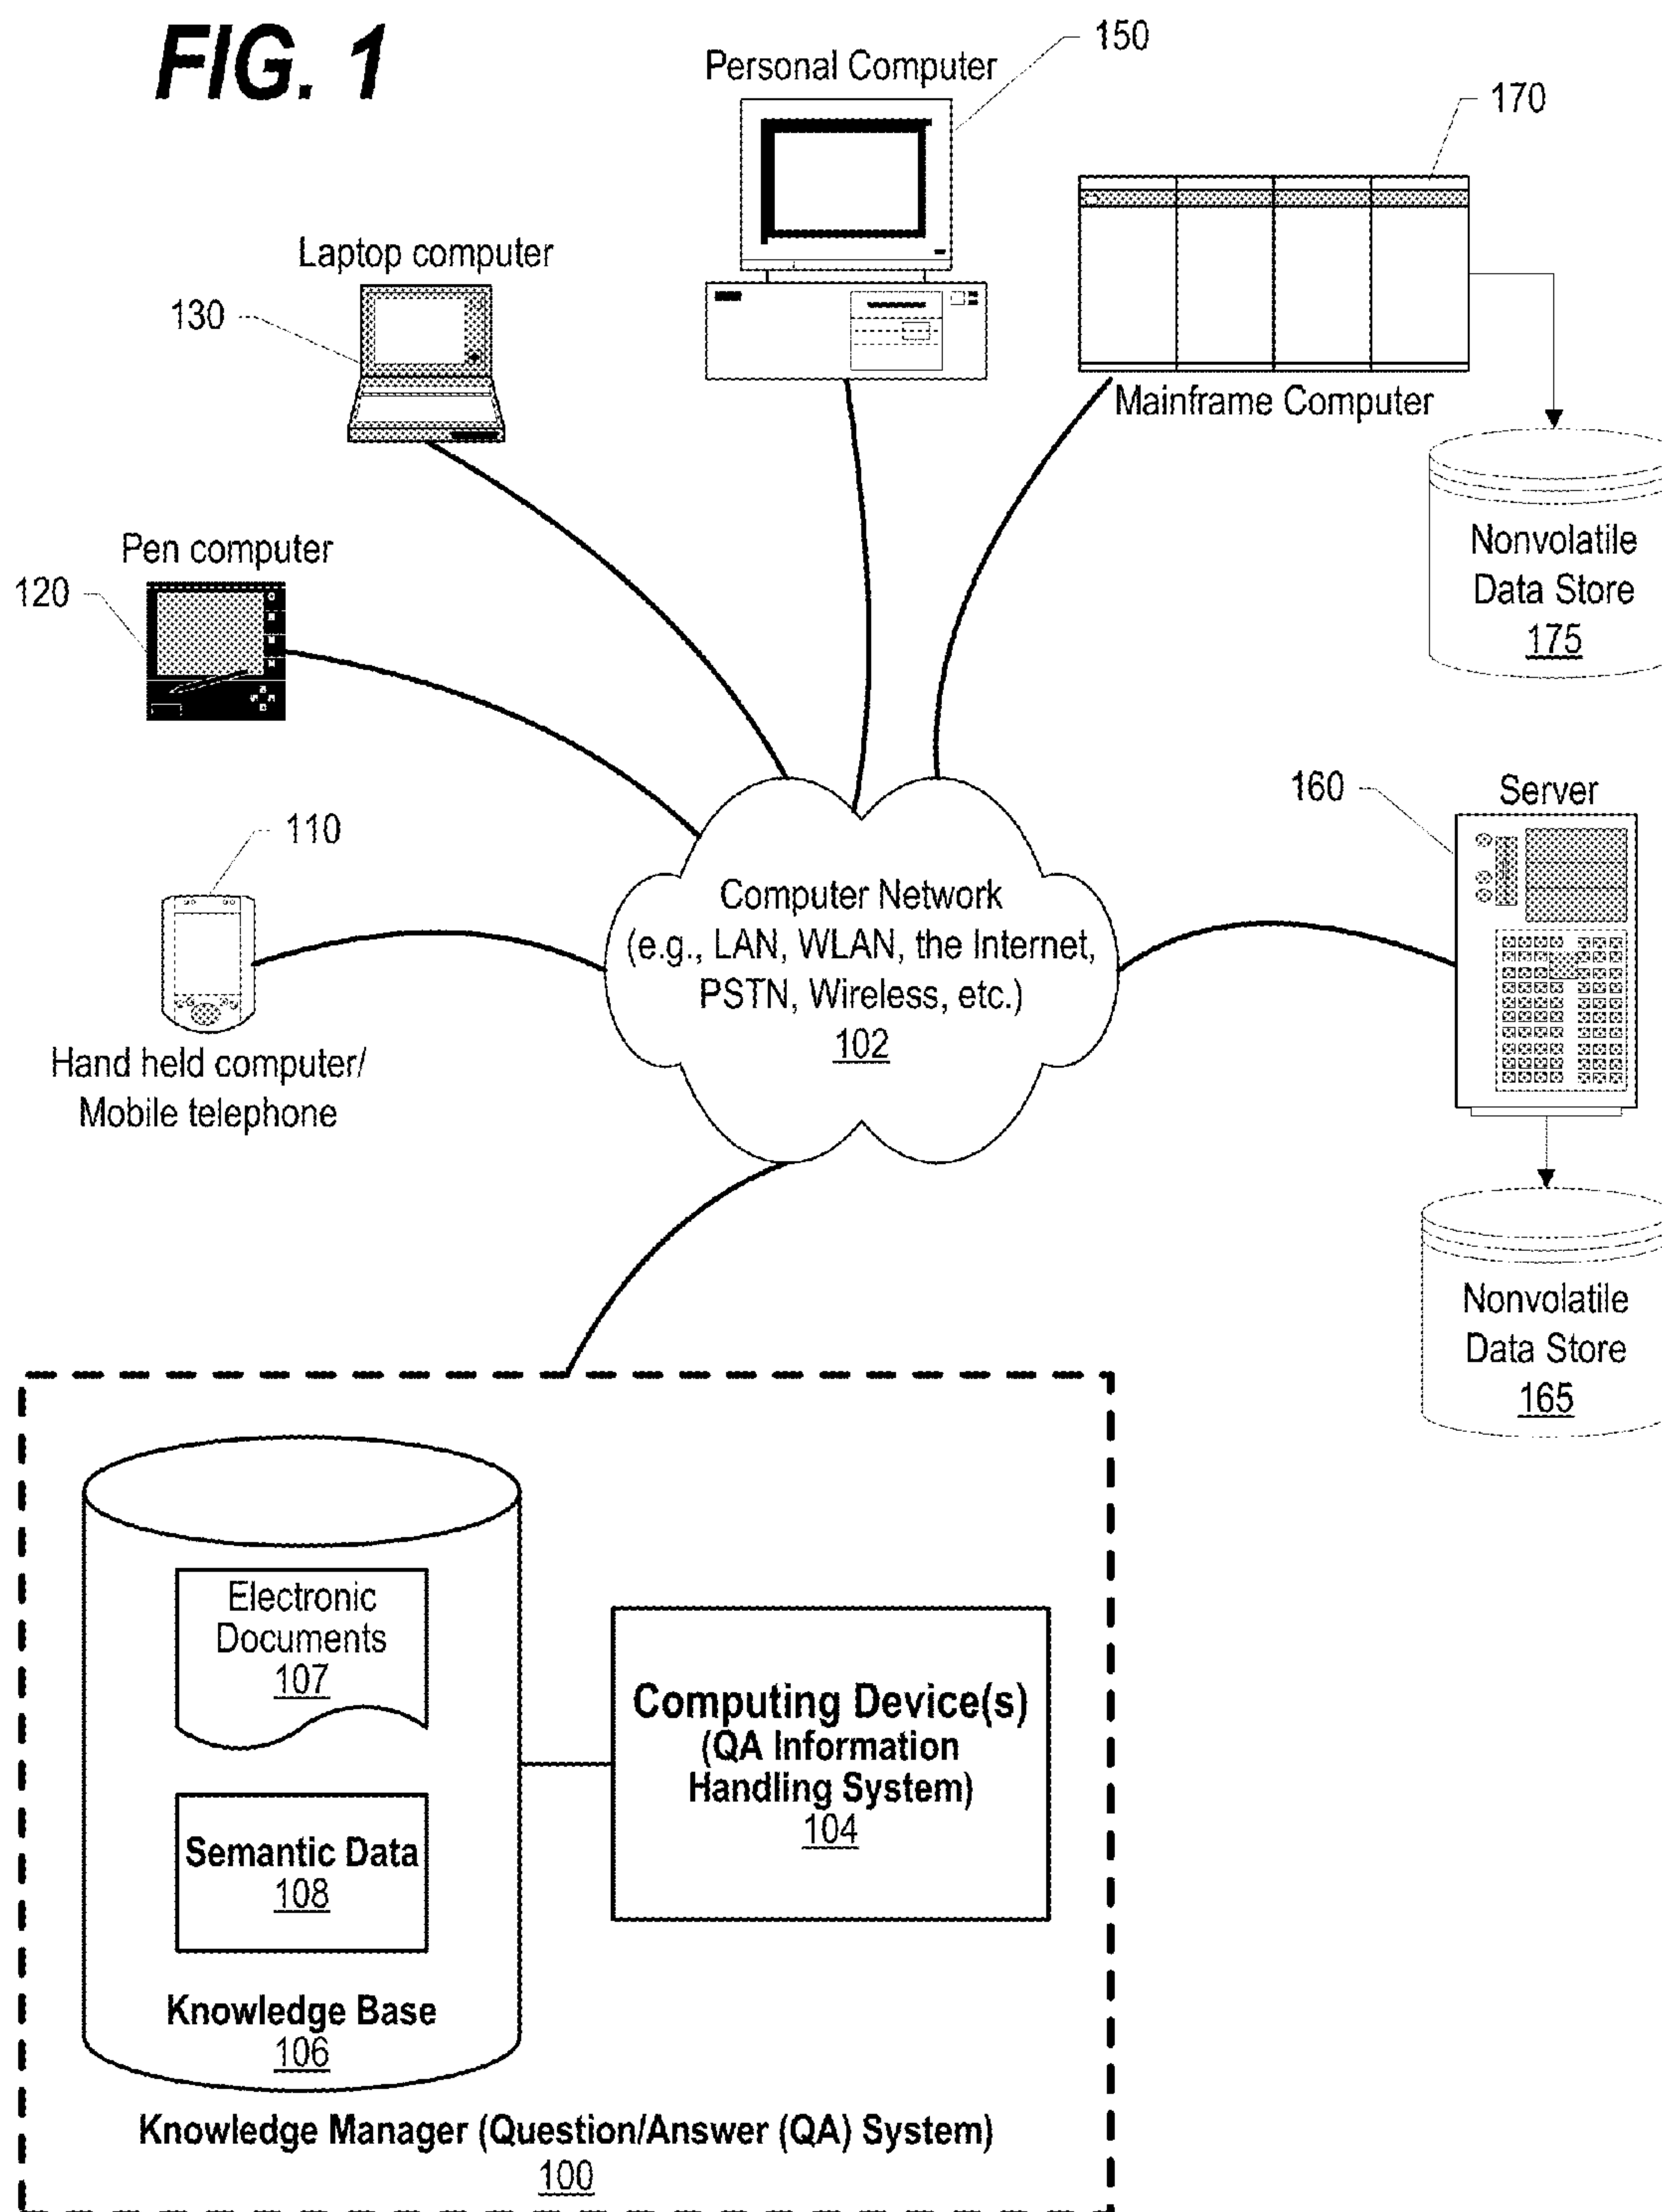 FIG. 1
Personal Computer
150
170
Laptop computer
130
Mainframe Computer
Nonvolatile
Data Store
175
Pen computer
120
160
Server
110
Computer Network
(e.g., LAN, WLAN, the Internet,
PSTN, Wireless, etc.)
102
Hand held computer/
Mobile telephone
Nonvolatile
Data Store
165
Electronic
Documents
107
Computing Device(s)
(QA Information
Handling System)
104
Semantic Data
108
Knowledge Base
106
Knowledge Manager (Question/Answer (QA) System)
100